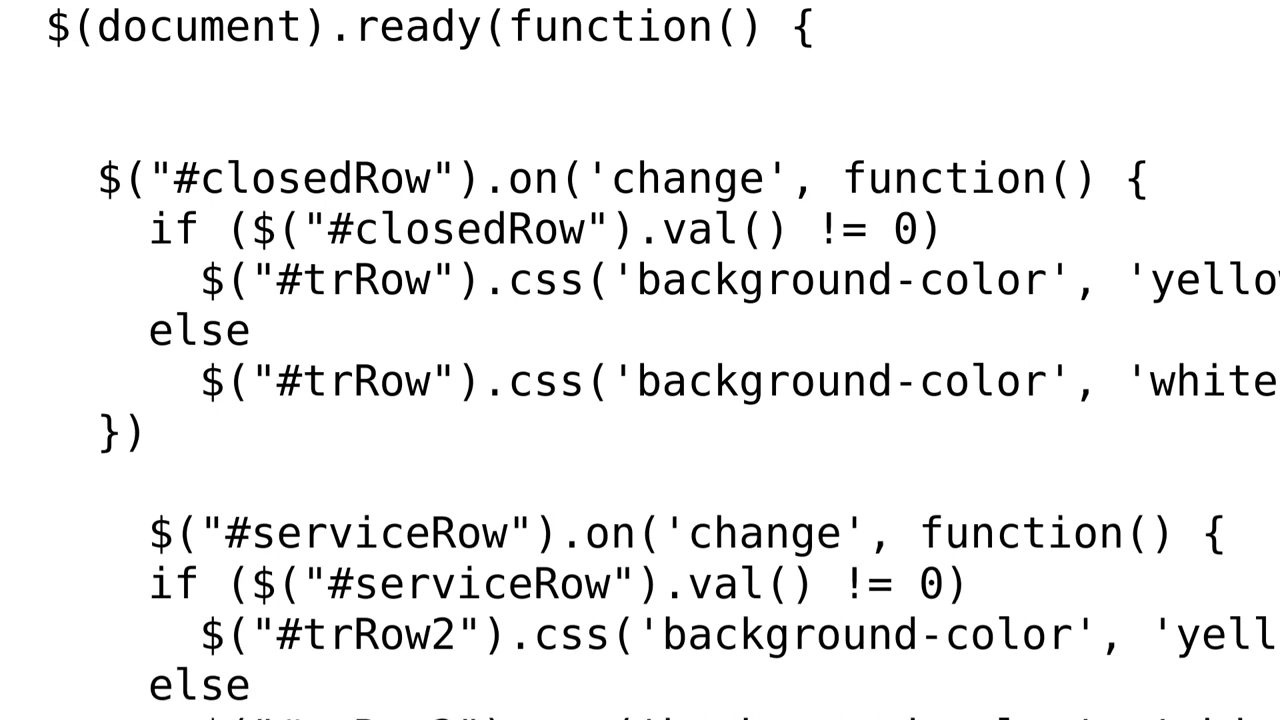 $(document).ready(function() {
$("#closedRow").on('change', function() {
if ($("#closedRow").val() != 0)
$("#trRow").css('background-color', 'yello
else
$("#trRow").css('background-color', 'white
})
$("#serviceRow").on('change', function() {
if ($("#serviceRow").val() != 0)
$("#trRow2").css('background-color', 'yell
else